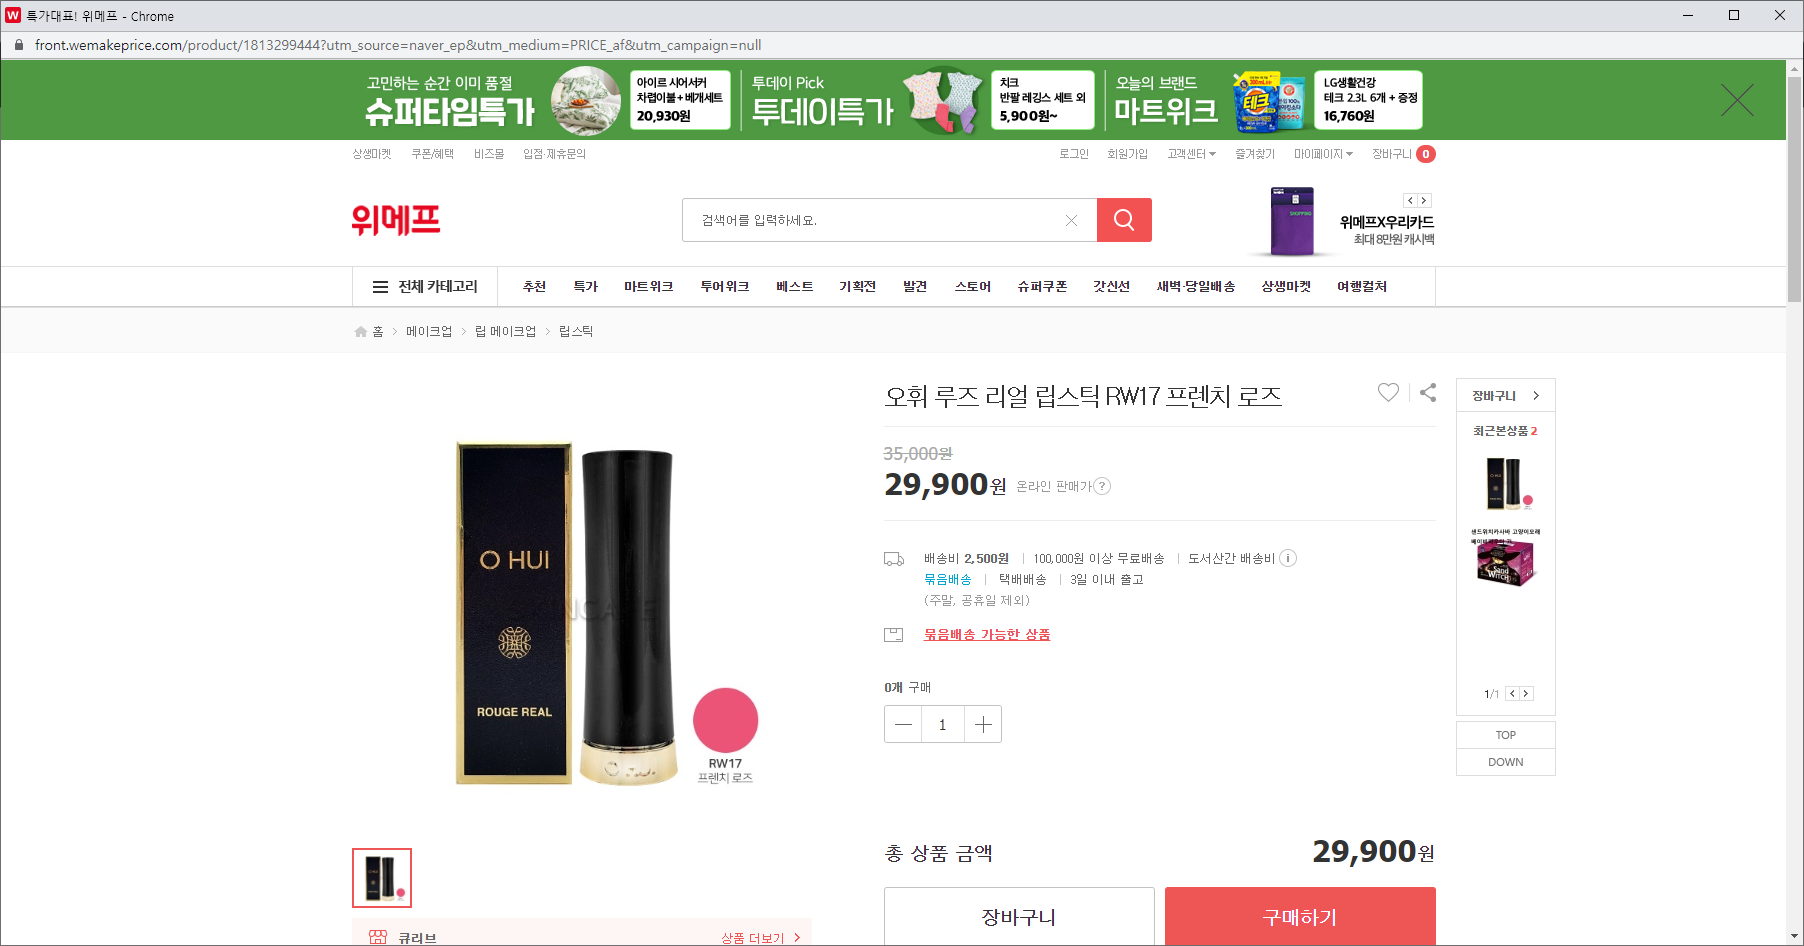 특가대표! 위메프 - Chrome
front.wemakeprice.com/product/1813299444?utm_source=naver_ep&utm_medium=PRICE_af&utm_campaign=null
고민하는 순간 이미 품절
슈퍼타임특가
아이르 시어서커
차렵이불+베개세트
20,930원
투데이 Pick
투데이특가
치크
반팔 레깅스 세트 외
5,900원~
오늘의 브랜드
마트위크
LG생활건강
테크 2.3L 6개 + 증정
16,760원
상생마켓 쿠폰/혜택 비즈몰 입점·제휴문의
로그인 회원가입 고객센터 즐겨찾기 마이페이지 장바구니 0
위메프
검색어를 입력하세요.
위메프X우리카드
최대 8만원 캐시백
전체 카테고리 추천 특가 마트위크 투어위크 베스트 기획전 발견 스토어 슈퍼쿠폰 갓신선 새벽·당일배송 상생마켓 여행컬처
홈 > 메이크업 > 립 메이크업 > 립스틱
O HUI
ROUGE REAL
RW17
프렌치 로즈
오휘 루즈 리얼 립스틱 RW17 프렌치 로즈
35,000원
29,900원 온라인 판매가 ?
배송비 2,500원 | 100,000원 이상 무료배송 | 도서산간 배송비 i
묶음배송 | 택배배송 | 3일 이내 출고
(주말, 공휴일 제외)
묶음배송 가능한 상품
0개 구매
1
총 상품 금액 29,900원
장바구니 구매하기
큐리브 상품 더보기 >
장바구니 >
최근본상품 2
샌드위치카사바 고양이모래
Sand
WITCH
1/1
TOP
DOWN